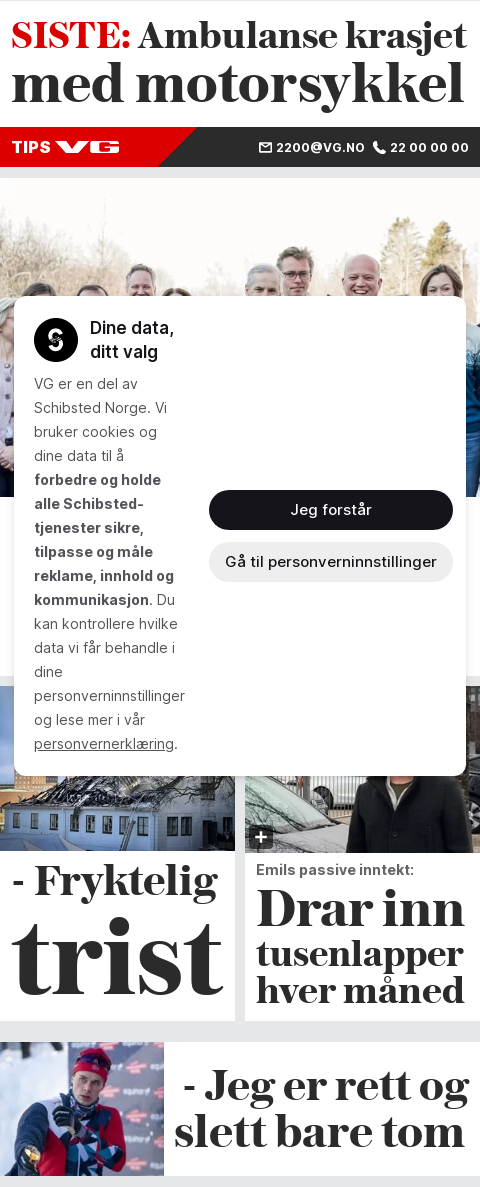 SISTE: Ambulanse krasjet
med motorsykkel
TIPS VG 2200@VG.NO 22 00 00 00
Dine data,
ditt valg
VG er en del av
Schibsted Norge. Vi
bruker cookies og
dine data til å
forbedre og holde
alle Schibsted-
tjenester sikre,
tilpasse og måle
reklame, innhold og
kommunikasjon. Du
kan kontrollere hvilke
data vi får behandle i
dine
personverninnstillinger
og lese mer i vår
personvernerklæring.
Jeg forstår
Gå til personverninnstillinger
- Fryktelig
trist
Emils passive inntekt:
Drar inn
tusenlapper
hver måned
- Jeg er rett og
slett bare tom